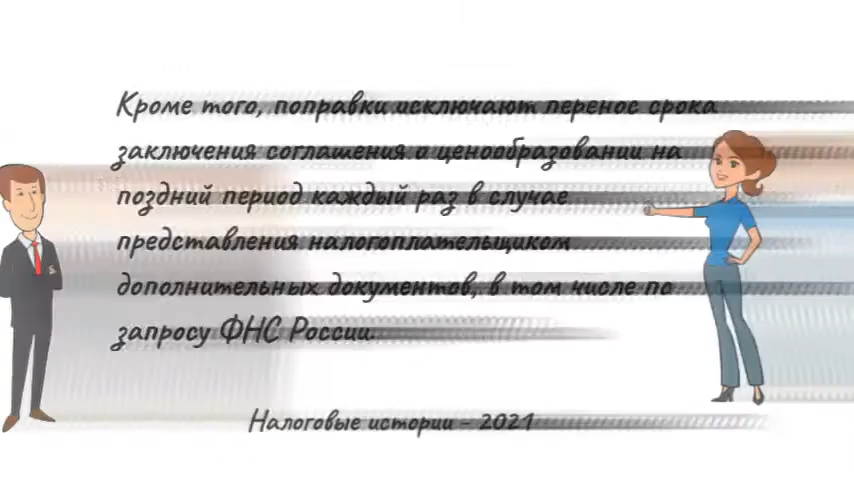 Кроме того, поправки исключают перенос срока
заключения соглашения о ценообразовании на
поздний период каждый раз в случае
представления налогоплательщиком
дополнительных документов, в том числе по
запросу ФНС России.
Налоговые истории - 2021